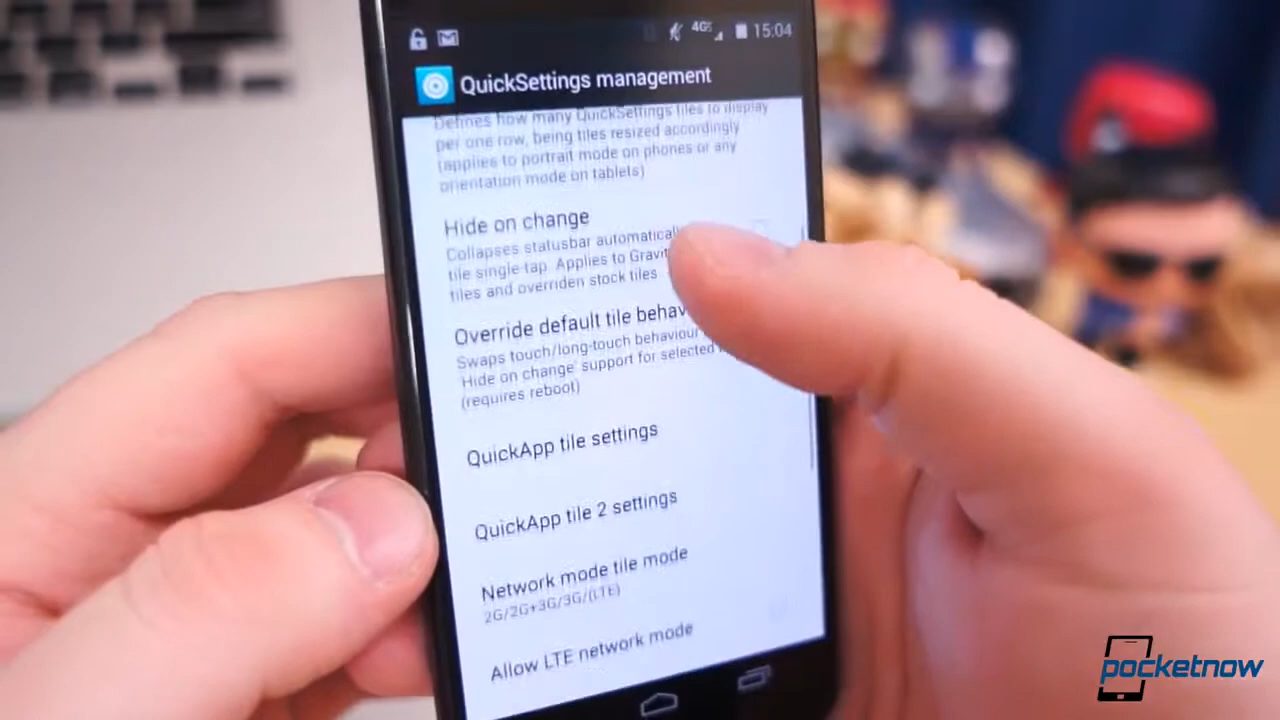 4G 15:04
QuickSettings management
Defines how many QuickSettings tiles to display
per one row, being tiles resized accordingly
(applies to portrait mode on phones or any
orientation mode on tablets)
Hide on change
Collapses statusbar automatical
tile single-tap. Applies to Gravit
tiles and overriden stock tiles
Override default tile behav
Swaps touch/long-touch behaviour
'Hide on change' support for selected
(requires reboot)
QuickApp tile settings
QuickApp tile 2 settings
Network mode tile mode
2G/2G+3G/3G/(LTE)
Allow LTE network mode
pocketnow